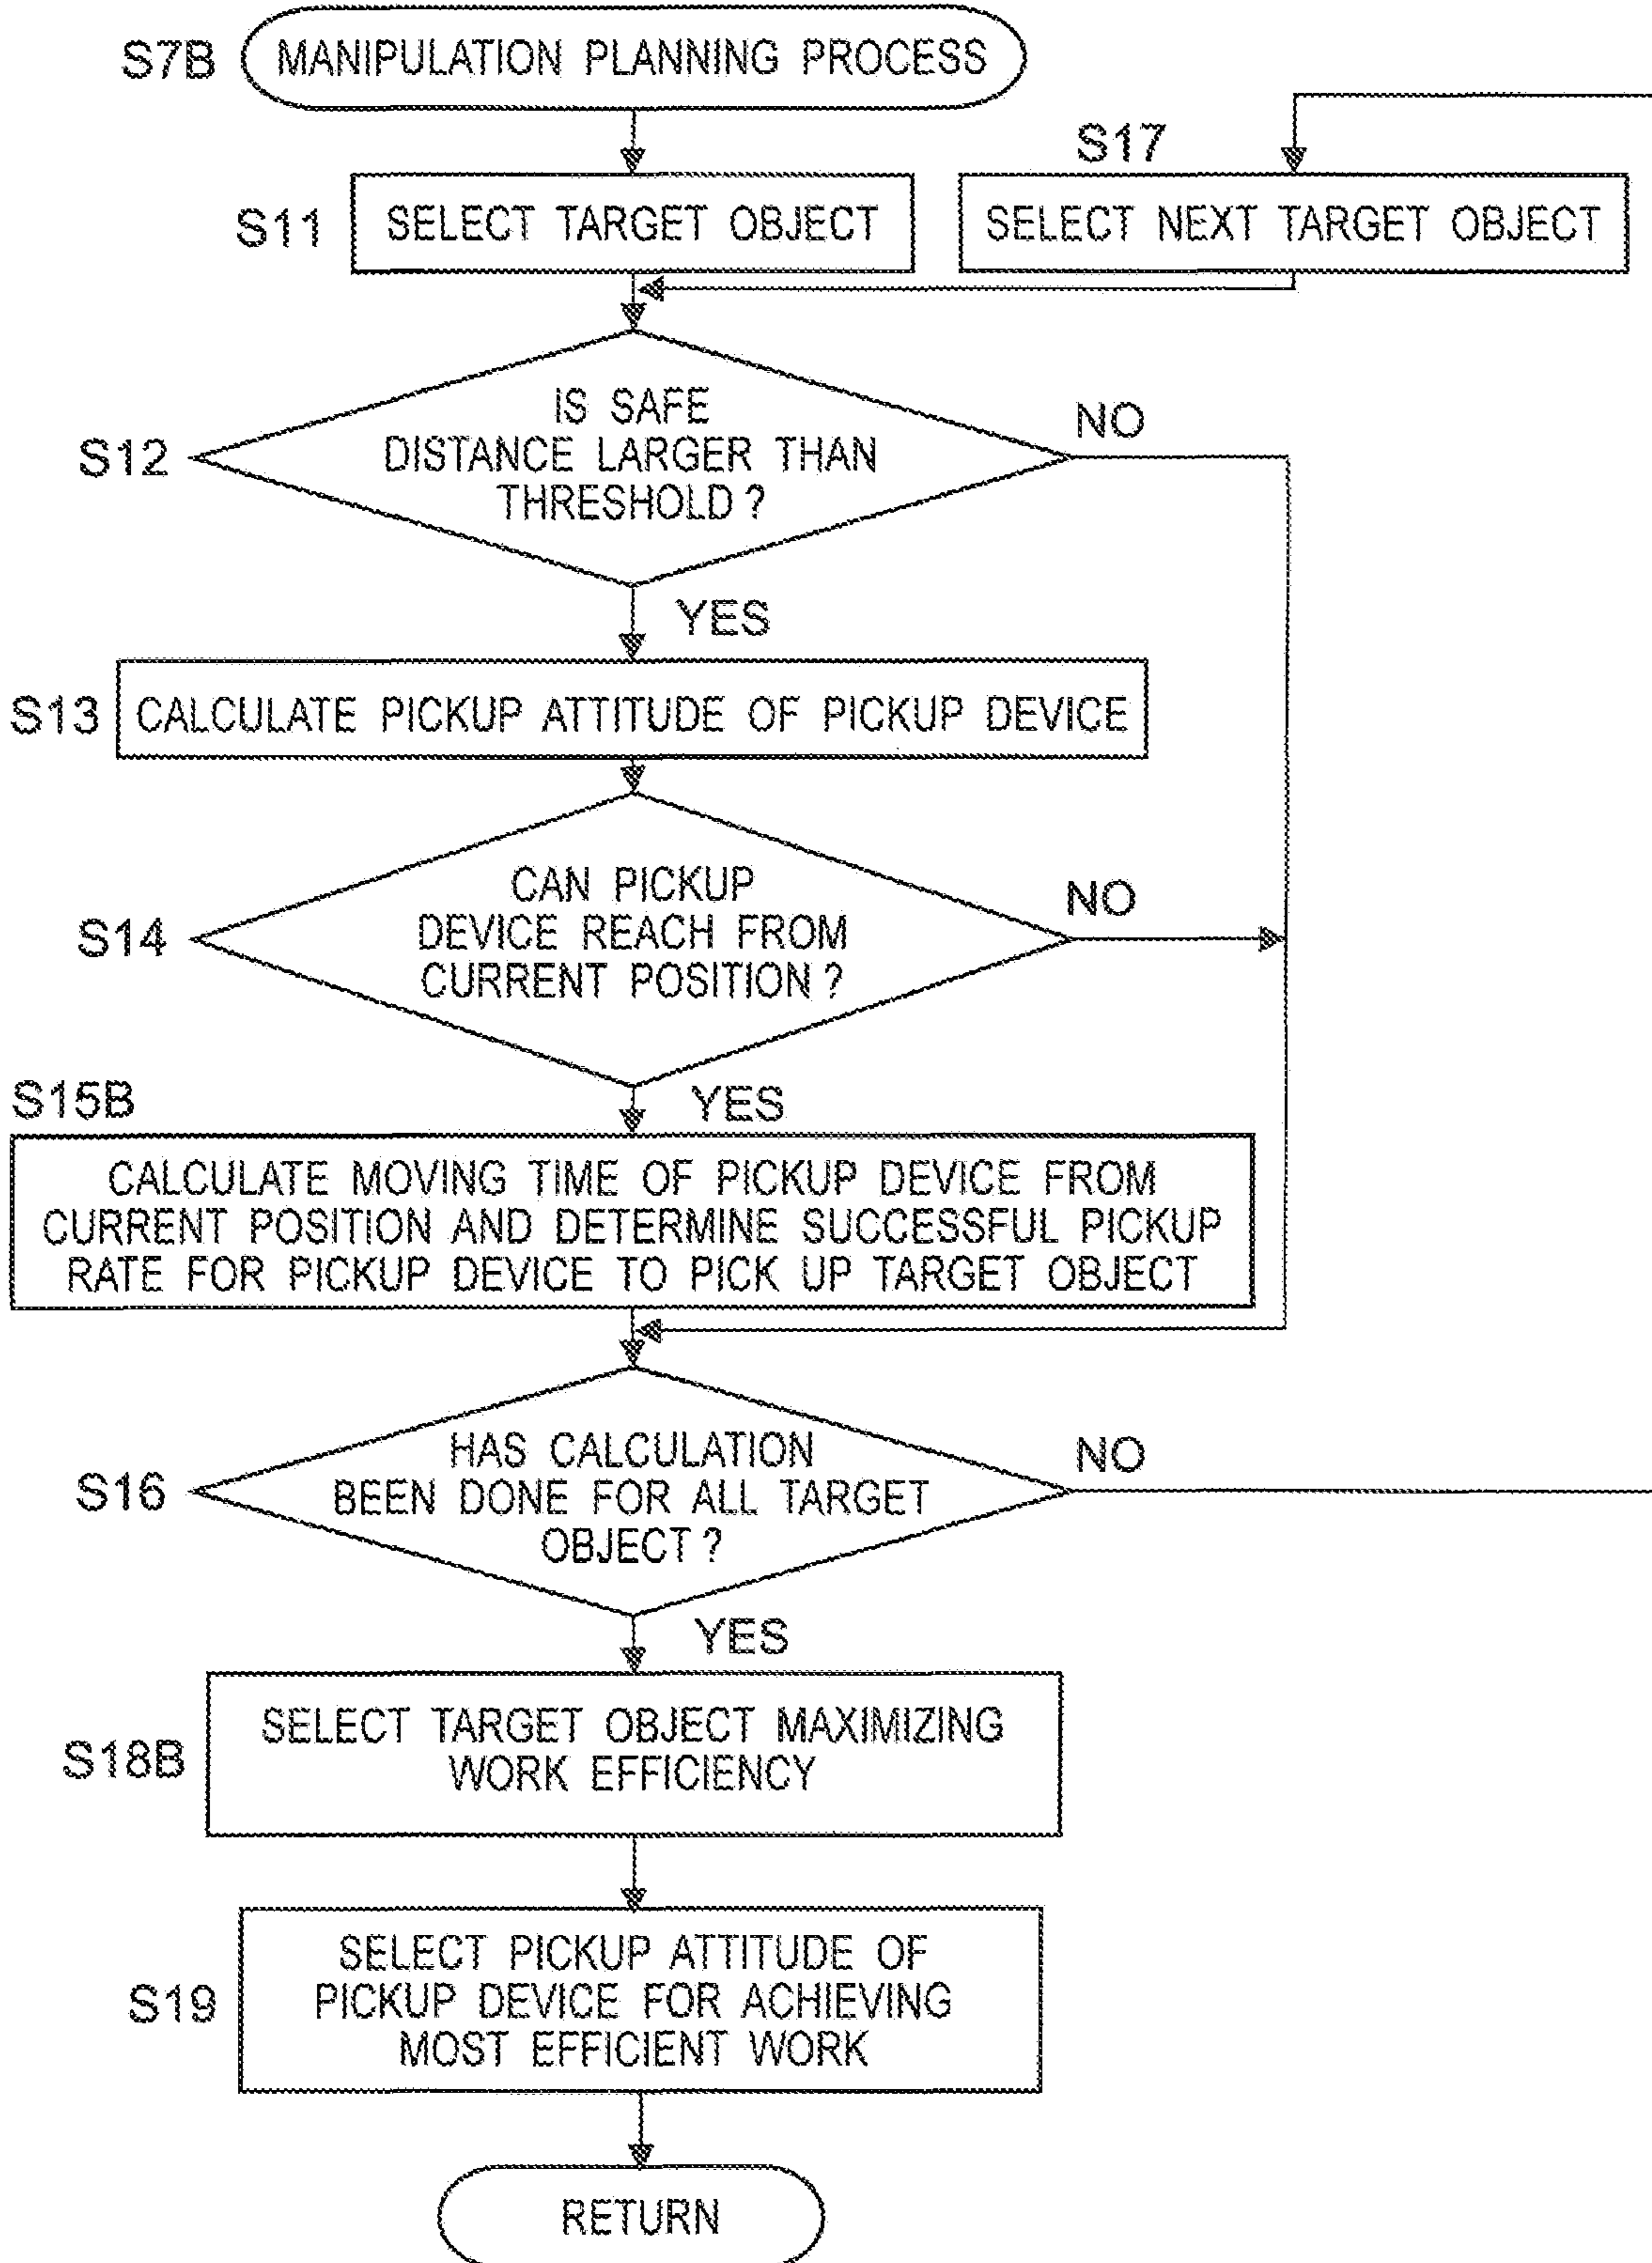 S7B
MANIPULATION PLANNING PROCESS
S17
S11
SELECT TARGET OBJECT
SELECT NEXT TARGET OBJECT
S12
IS SAFE
DISTANCE LARGER THAN
THRESHOLD ?
NO
YES
S13
CALCULATE PICKUP ATTITUDE OF PICKUP DEVICE
S14
CAN PICKUP
DEVICE REACH FROM
CURRENT POSITION ?
NO
YES
S15B
CALCULATE MOVING TIME OF PICKUP DEVICE FROM
CURRENT POSITION AND DETERMINE SUCCESSFUL PICKUP
RATE FOR PICKUP DEVICE TO PICK UP TARGET OBJECT
S16
HAS CALCULATION
BEEN DONE FOR ALL TARGET
OBJECT ?
NO
YES
S18B
SELECT TARGET OBJECT MAXIMIZING
WORK EFFICIENCY
S19
SELECT PICKUP ATTITUDE OF
PICKUP DEVICE FOR ACHIEVING
MOST EFFICIENT WORK
RETURN